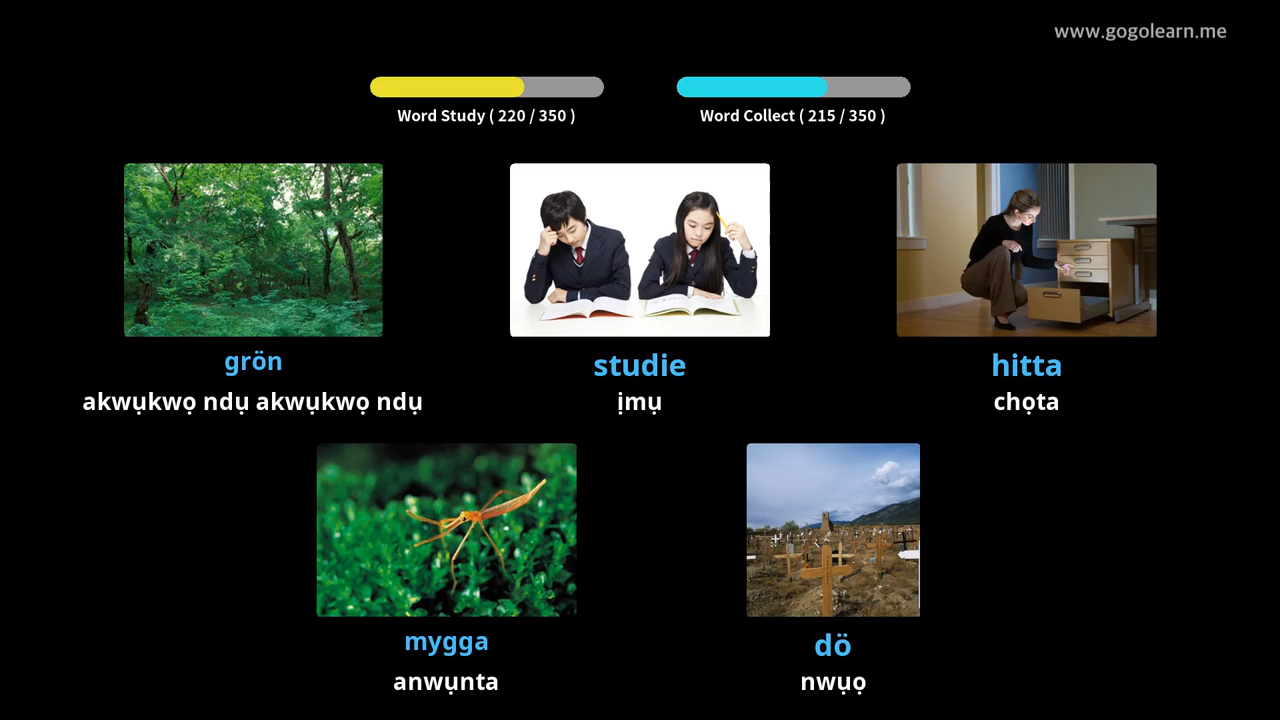 www.gogolearn.me
Word Study ( 220 / 350 )
Word Collect ( 215 / 350 )
grön
studie
hitta
akwụkwọ ndụ akwụkwọ ndụ
ịmụ
chọta
mygga
dö
anwụnta
nwụọ